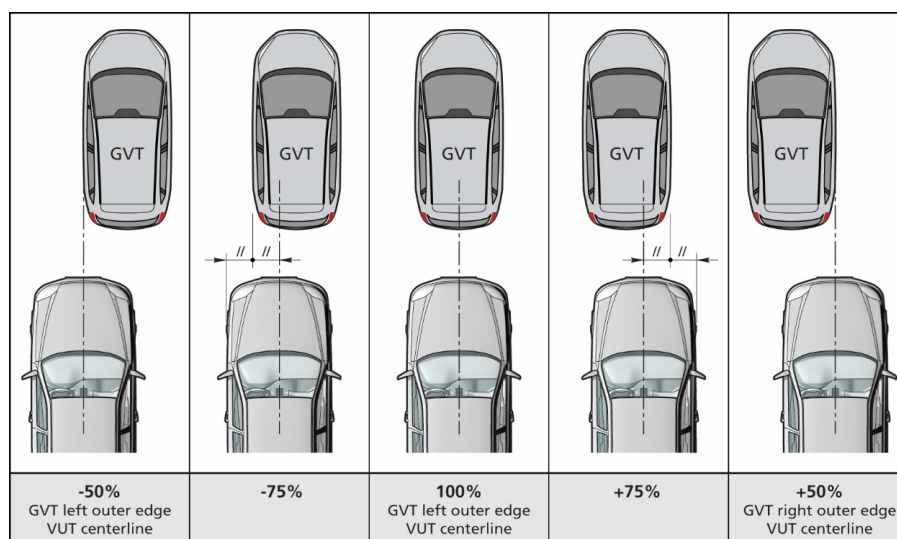 GVT
GVT
GVT
GVT
GVT
-50%
GVT left outer edge
VUT centerline
-75%
100%
GVT left outer edge
VUT centerline
+75%
+50%
GVT right outer edge
VUT centerline